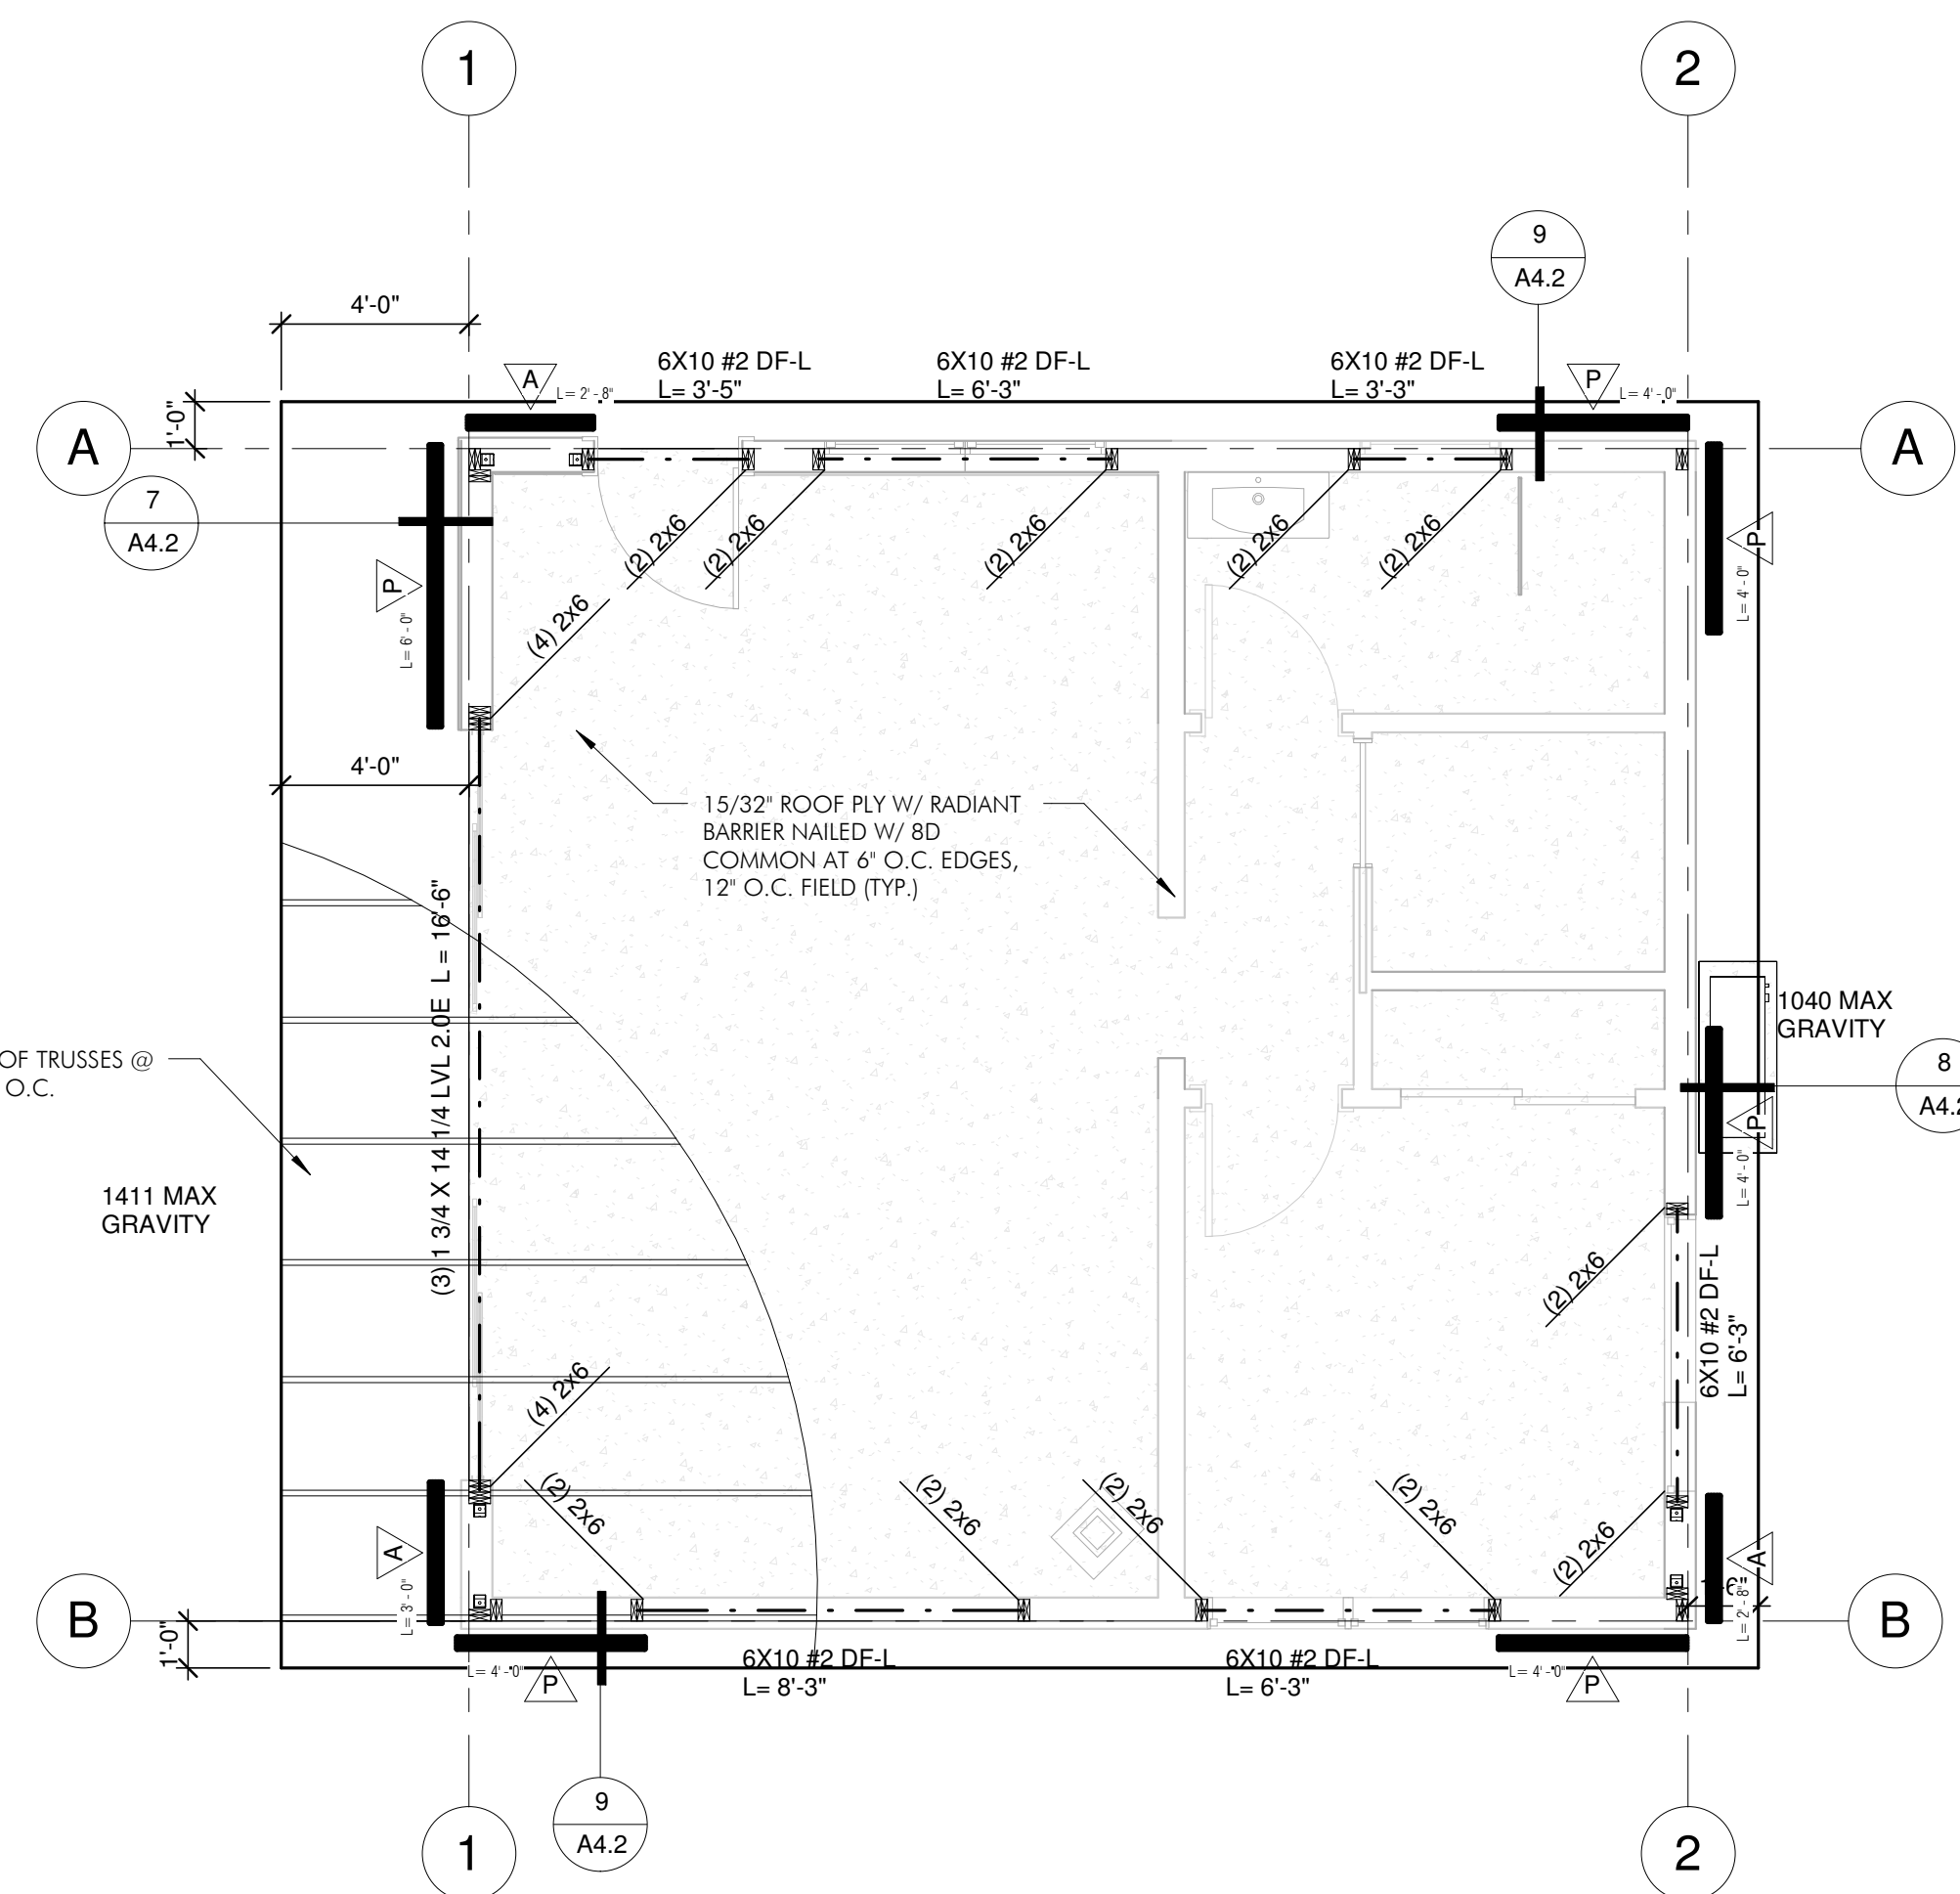 1
2
9
A4.2
4'-0"
6X10 #2 DF-L
L= 3'-5"
6X10 #2 DF-L
L= 6'-3"
6X10 #2 DF-L
L= 3'-3"
A
L= 2'-8"
P
L= 4'-0"
1'-0"
A
A
7
A4.2
P
L= 6'-0"
(2) 2x6
(2) 2x6
(2) 2x6
(2) 2x6
(2) 2x6
P
L= 4'-0"
(4) 2x6
4'-0"
15/32" ROOF PLY W/ RADIANT
BARRIER NAILED W/ 8D
COMMON AT 6" O.C. EDGES,
12" O.C. FIELD (TYP.)
(3) 1 3/4 X 14 1/4 LVL 2.0E L = 16'-6"
OF TRUSSES @
O.C.
1040 MAX
GRAVITY
8
A4.2
P
L= 4'-0"
1411 MAX
GRAVITY
(2) 2x6
6X10 #2 DF-L
L= 6'-3"
(4) 2x6
(2) 2x6
(2) 2x6
(2) 2x6
(2) 2x6
(2) 2x6
A
L= 3'-0"
A
L= 2'-8"
B
B
1'-0"
L= 4'-0"
P
6X10 #2 DF-L
L= 8'-3"
6X10 #2 DF-L
L= 6'-3"
L= 4'-0"
P
9
A4.2
1
2